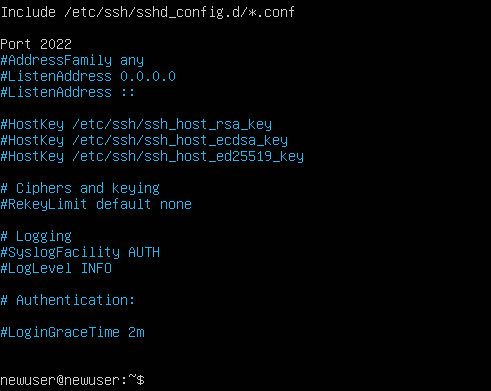 Include /etc/ssh/sshd_config.d/*.conf
Port 2022
#AddressFamily any
#ListenAddress 0.0.0.0
#ListenAddress ::
#HostKey /etc/ssh/ssh_host_rsa_key
#HostKey /etc/ssh/ssh_host_ecdsa_key
#HostKey /etc/ssh/ssh_host_ed25519_key
# Ciphers and keying
#RekeyLimit default none
# Logging
#SyslogFacility AUTH
#LogLevel INFO
# Authentication:
#LoginGraceTime 2m
newuser@newuser:~$